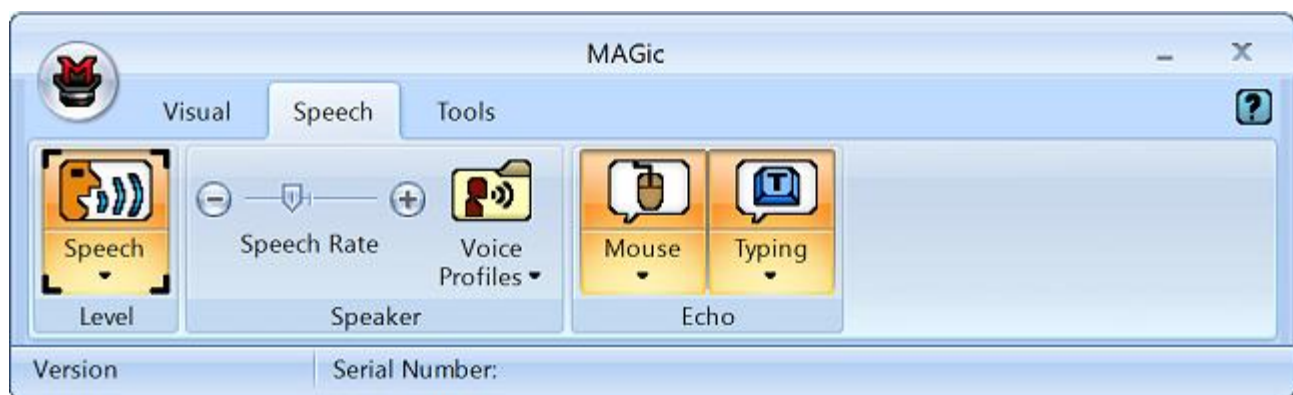 MAGic
Visual Speech Tools
Speech
Speech Rate
Voice
Profiles
Mouse
T
Typing
Level
Speaker
Echo
Version
Serial Number: